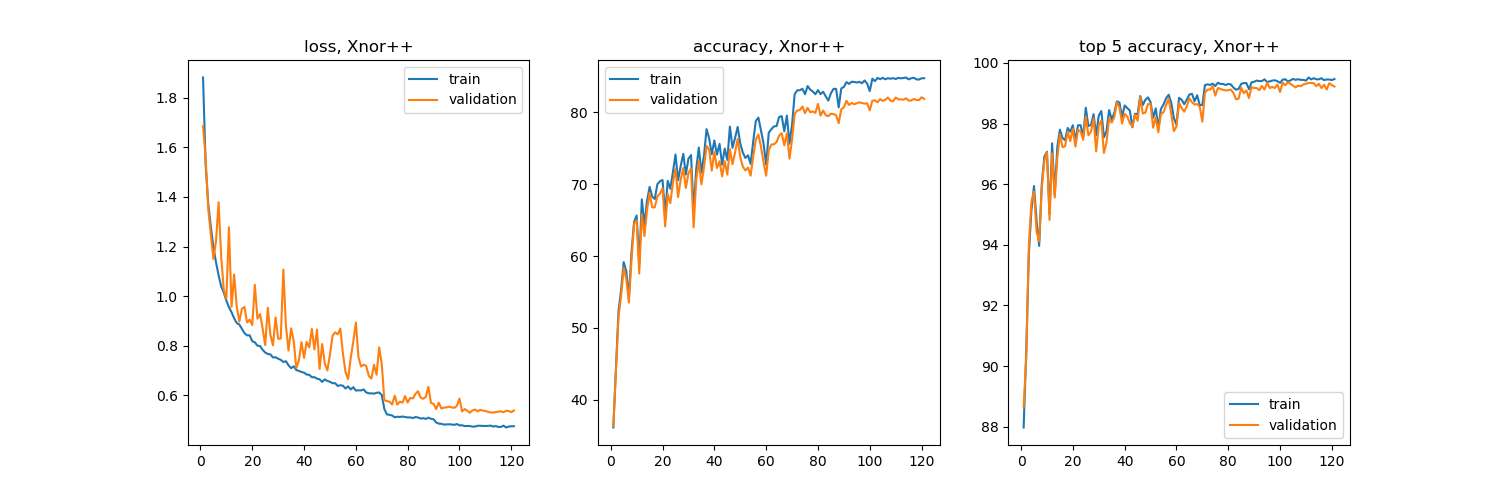 loss, Xnor++
train
validation
1.8
1.6
1.4
1.2
1.0
0.8
0.6
0 20 40 60 80 100 120
accuracy, Xnor++
train
validation
80
70
60
50
40
0 20 40 60 80 100 120
top 5 accuracy, Xnor++
100
98
96
94
92
90
88
train
validation
0 20 40 60 80 100 120